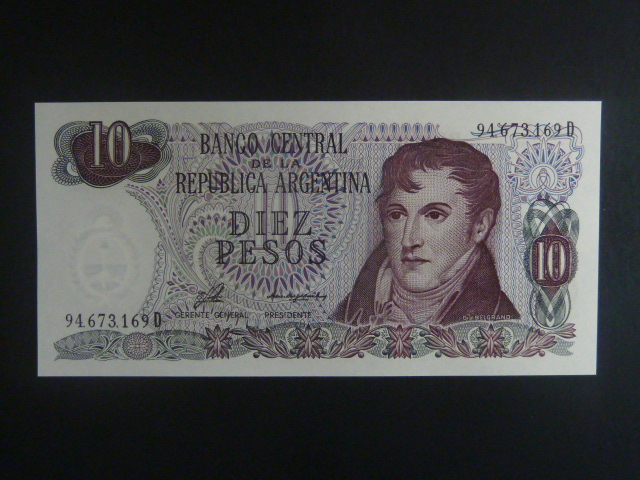 10
BANCO CENTRAL
DE LA
REPUBLICA ARGENTINA
94.673.169 D
10
DIEZ
PESOS
10
94.673.169 D
GERENTE GENERAL PRESIDENTE
BELGRANO